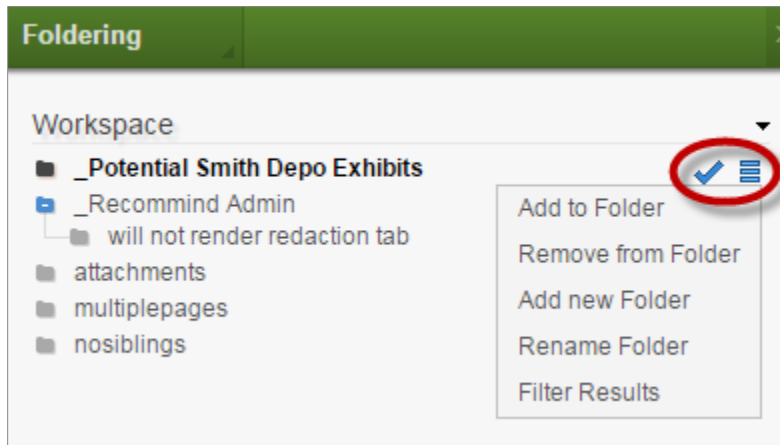 Foldering
Workspace
_Potential Smith Depo Exhibits
_Recommind Admin
will not render redaction tab
attachments
multiplepages
nosiblings
Add to Folder
Remove from Folder
Add new Folder
Rename Folder
Filter Results